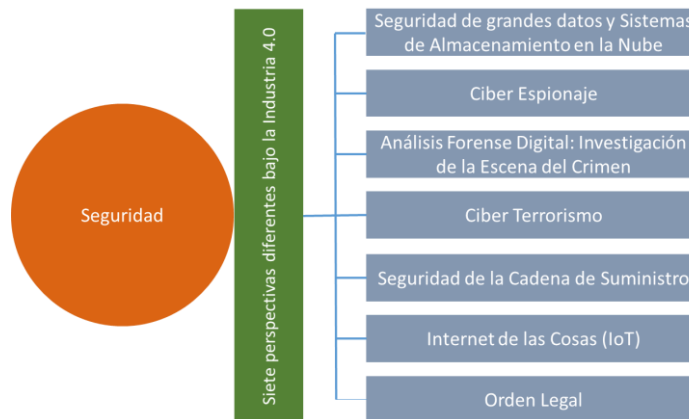 Seguridad
Siete perspectivas diferentes bajo la Industria 4.0
Seguridad de grandes datos y Sistemas
de Almacenamiento en la Nube
Ciber Espionaje
Análisis Forense Digital: Investigación
de la Escena del Crimen
Ciber Terrorismo
Seguridad de la Cadena de Suministro
Internet de las Cosas (IoT)
Orden Legal